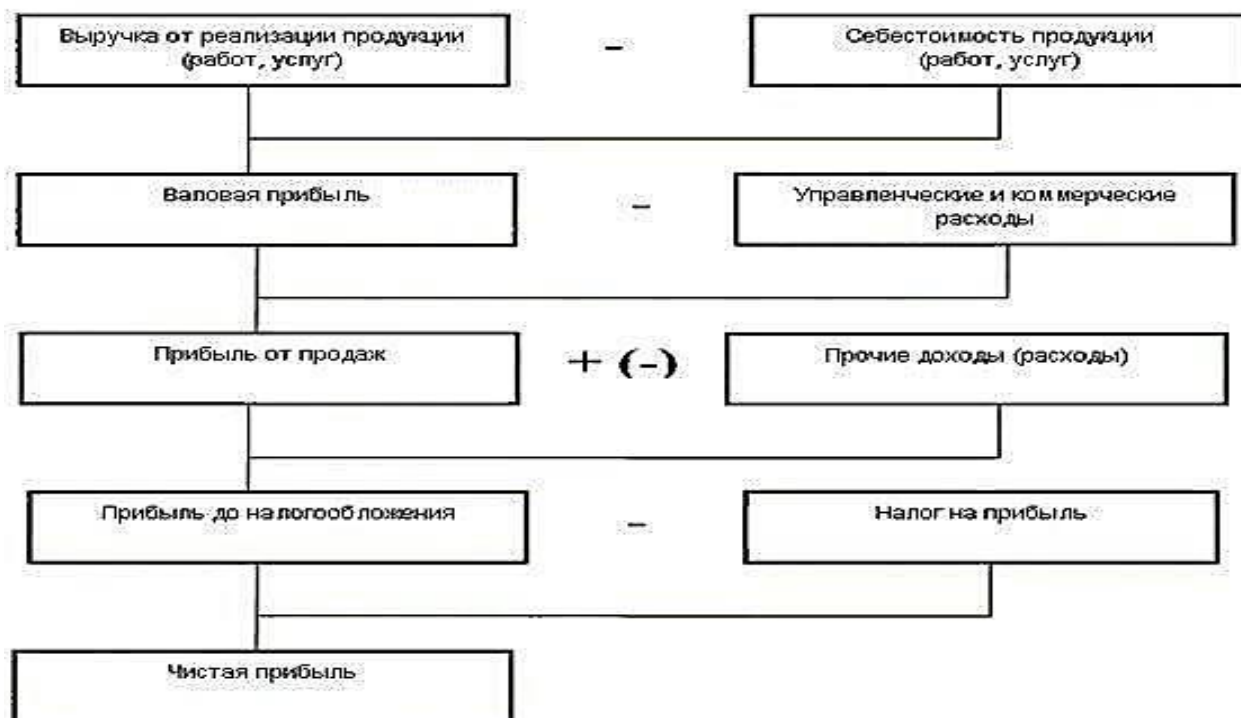 Выручка от реализации продукции
(работ, услуг)
–
Себестоимость продукции
(работ, услуг)
Валовая прибыль
–
Управленческие и коммерческие
расходы
Прибыль от продаж
+ (-)
Прочие доходы (расходы)
Прибыль до налогообложения
–
Налог на прибыль
Чистая прибыль